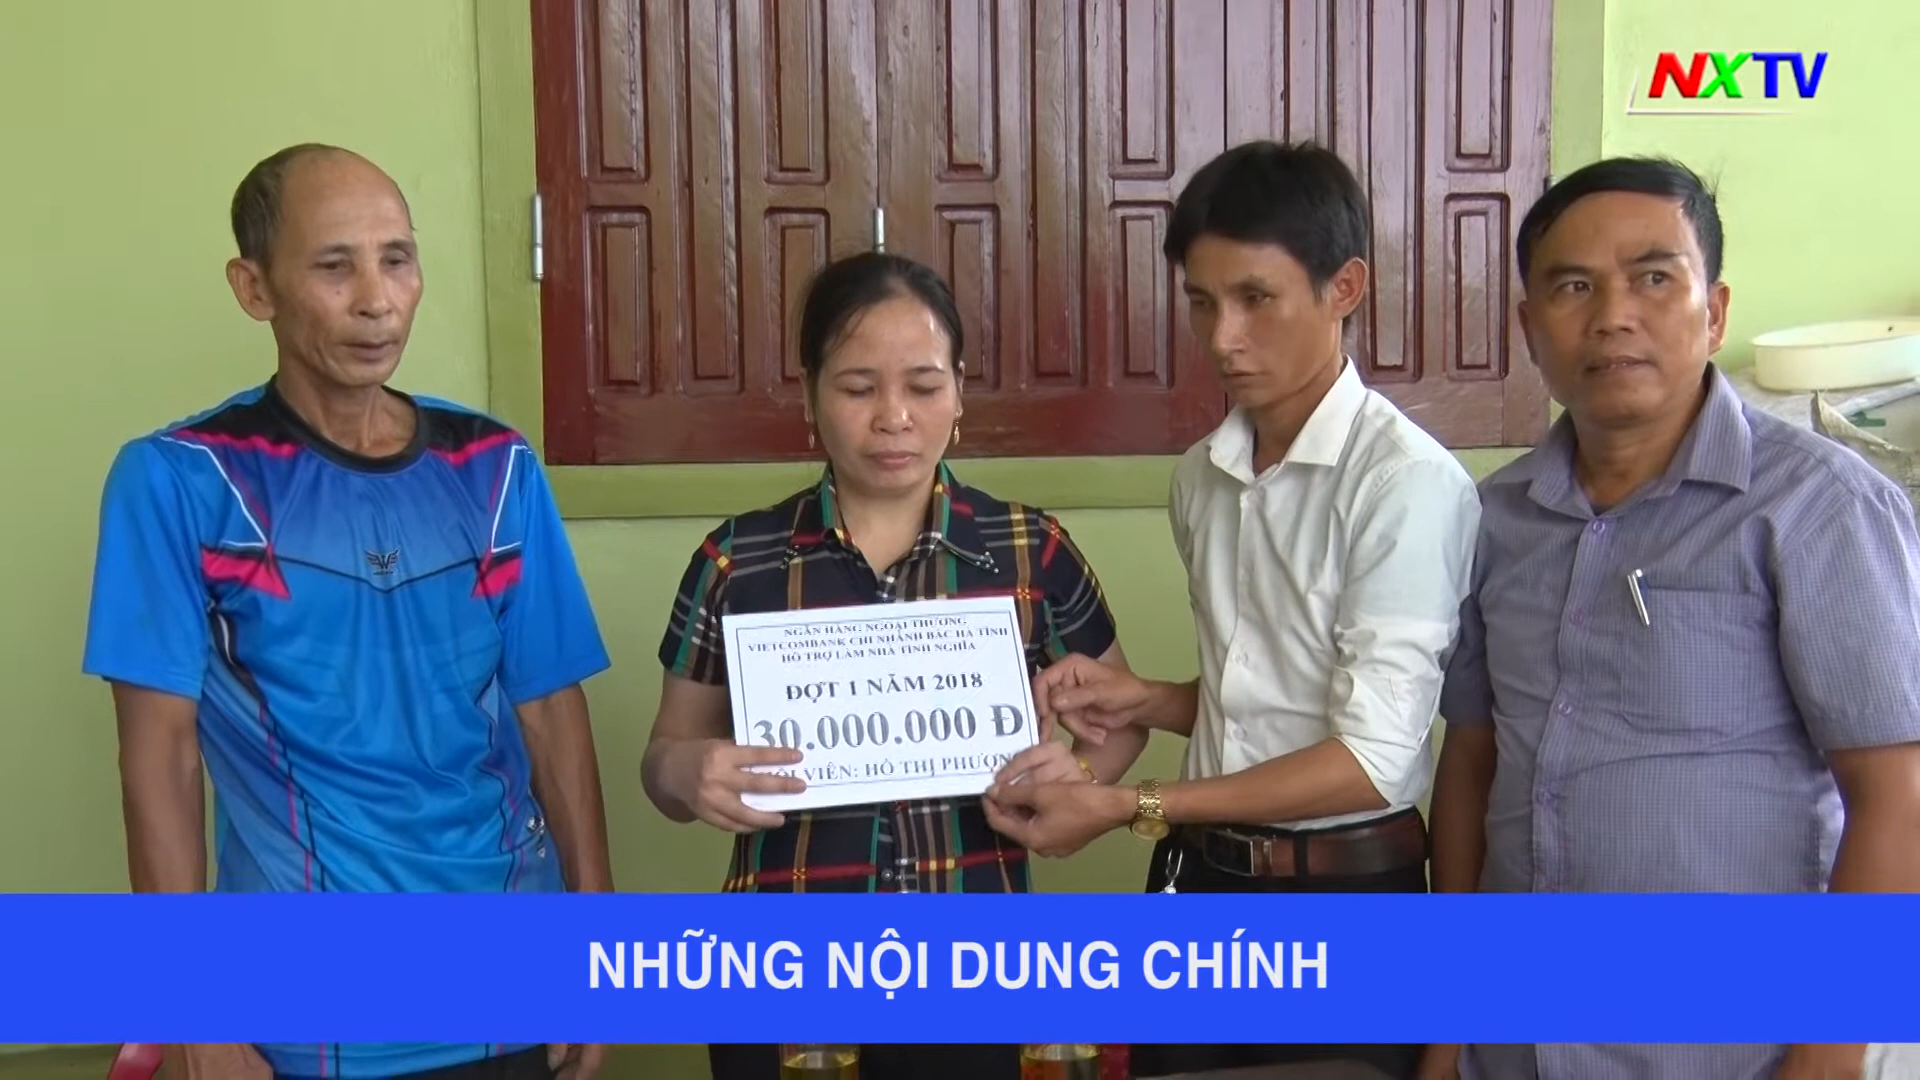 NXTV
NGÂN HÀNG NGOẠI THƯƠNG
VIETCOMBANK CHI NHÁNH BẮC HÀ TĨNH
HỖ TRỢ LÀM NHÀ TÌNH NGHĨA
ĐỢT 1 NĂM 2018
30.000.000 Đ
VIÊN: HỒ THỊ
NHỮNG NỘI DUNG CHÍNH